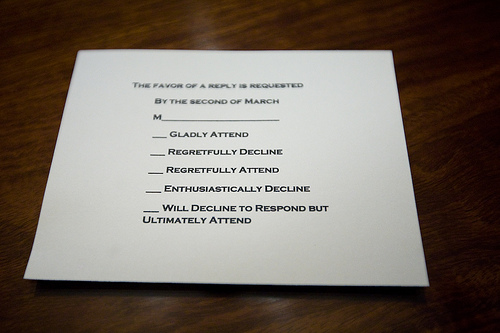 THE FAVOR OF A REPLY IS REQUESTED
BY THE SECOND OF MARCH
M____________________
___ GLADLY ATTEND
___ REGRETFULLY DECLINE
___ REGRETFULLY ATTEND
___ ENTHUSIASTICALLY DECLINE
___ WILL DECLINE TO RESPOND BUT
ULTIMATELY ATTEND